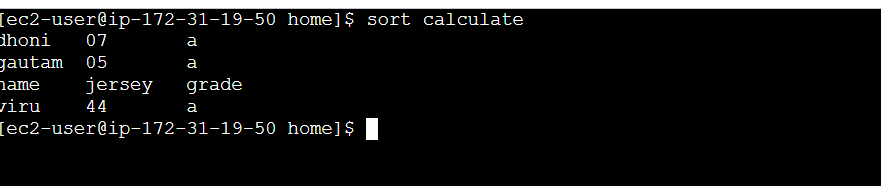 [ec2-user@ip-172-31-19-50 home]$ sort calculate
dhoni 07 a
gautam 05 a
name jersey grade
viru 44 a
[ec2-user@ip-172-31-19-50 home]$